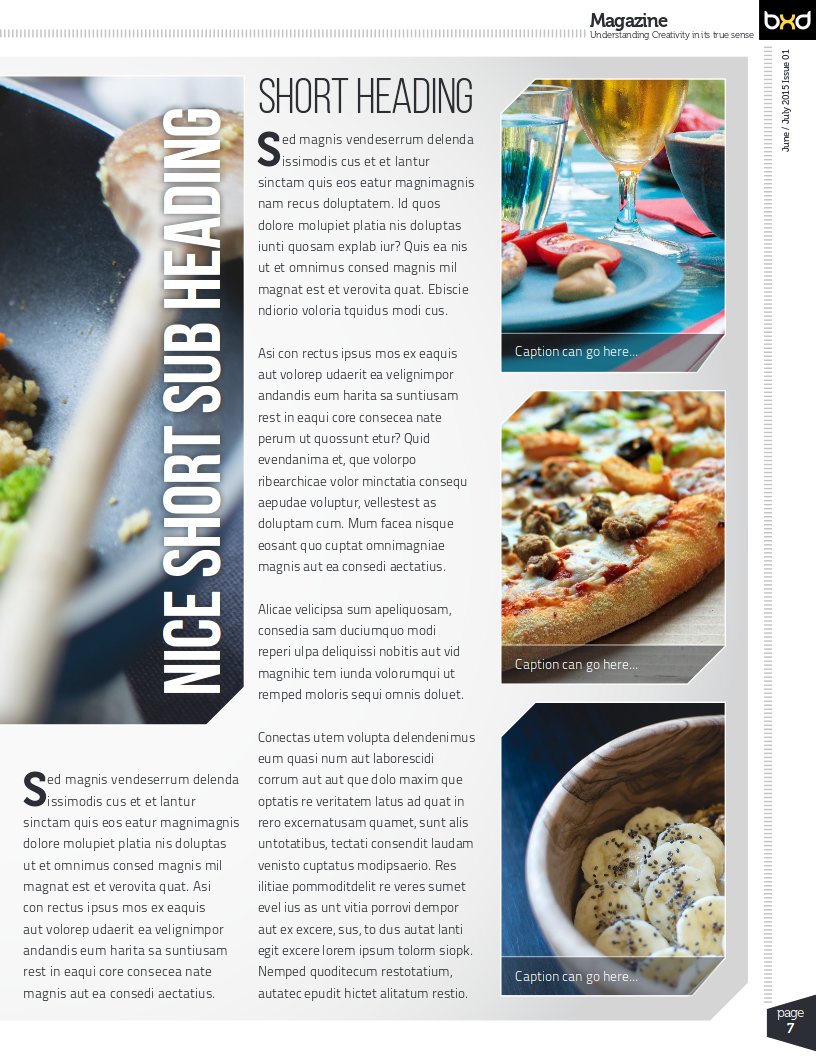 Magazine
Understanding Creativity in its true sense
bxd
June / July 2015 Issue 01
NICE SHORT SUB HEADING
Sed magnis vendeserrum delenda
issimodis cus et et lantur
sinctam quis eos eatur magnimagnis
dolore molupiet platia nis doluptas
ut et omnimus consed magnis mil
magnat est et verovita quat. Asi
con rectus ipsus mos ex eaquis
aut volorep udaerit ea velignimpor
andandis eum harita sa suntiusam
rest in eaqui core consecea nate
magnis aut ea consedi aectatius.
SHORT HEADING
Sed magnis vendeserrum delenda
issimodis cus et et lantur
sinctam quis eos eatur magnimagnis
nam recus doluptatem. Id quos
dolore molupiet platia nis doluptas
iunti quosam explab iur? Quis ea nis
ut et omnimus consed magnis mil
magnat est et verovita quat. Ebiscie
ndiorio voloria tquidus modi cus.
Asi con rectus ipsus mos ex eaquis
aut volorep udaerit ea velignimpor
andandis eum harita sa suntiusam
rest in eaqui core consecea nate
perum ut quossunt etur? Quid
evendanima et, que volorpo
ribearchicae volor minctatia consequ
aepudae voluptur, vellestest as
doluptam cum. Mum facea nisque
eosant quo cuptat omnimagniae
magnis aut ea consedi aectatius.
Alicae velicipsa sum apeliquosam,
consedia sam duciumquo modi
reperi ulpa deliquissi nobitis aut vid
magnihic tem iunda volorumqui ut
remped moloris sequi omnis doluet.
Conectas utem volupta delendenimus
eum quasi num aut laborescidi
corrum aut aut que dolo maxim que
optatis re veritatem latus ad quat in
rero excernatusam quamet, sunt alis
untotatibus, tectati consendit laudam
venisto cuptatus modipsaerio. Res
ilitiae pommoditdelit re veres sumet
evel ius as unt vitia porrovi dempor
aut ex excere, sus, to dus autat lanti
egit excere lorem ipsum tolorm siopk.
Nemped quoditecum restotatium,
autatec epudit hictet alitatum restio.
Caption can go here...
Caption can go here...
Caption can go here...
page
7